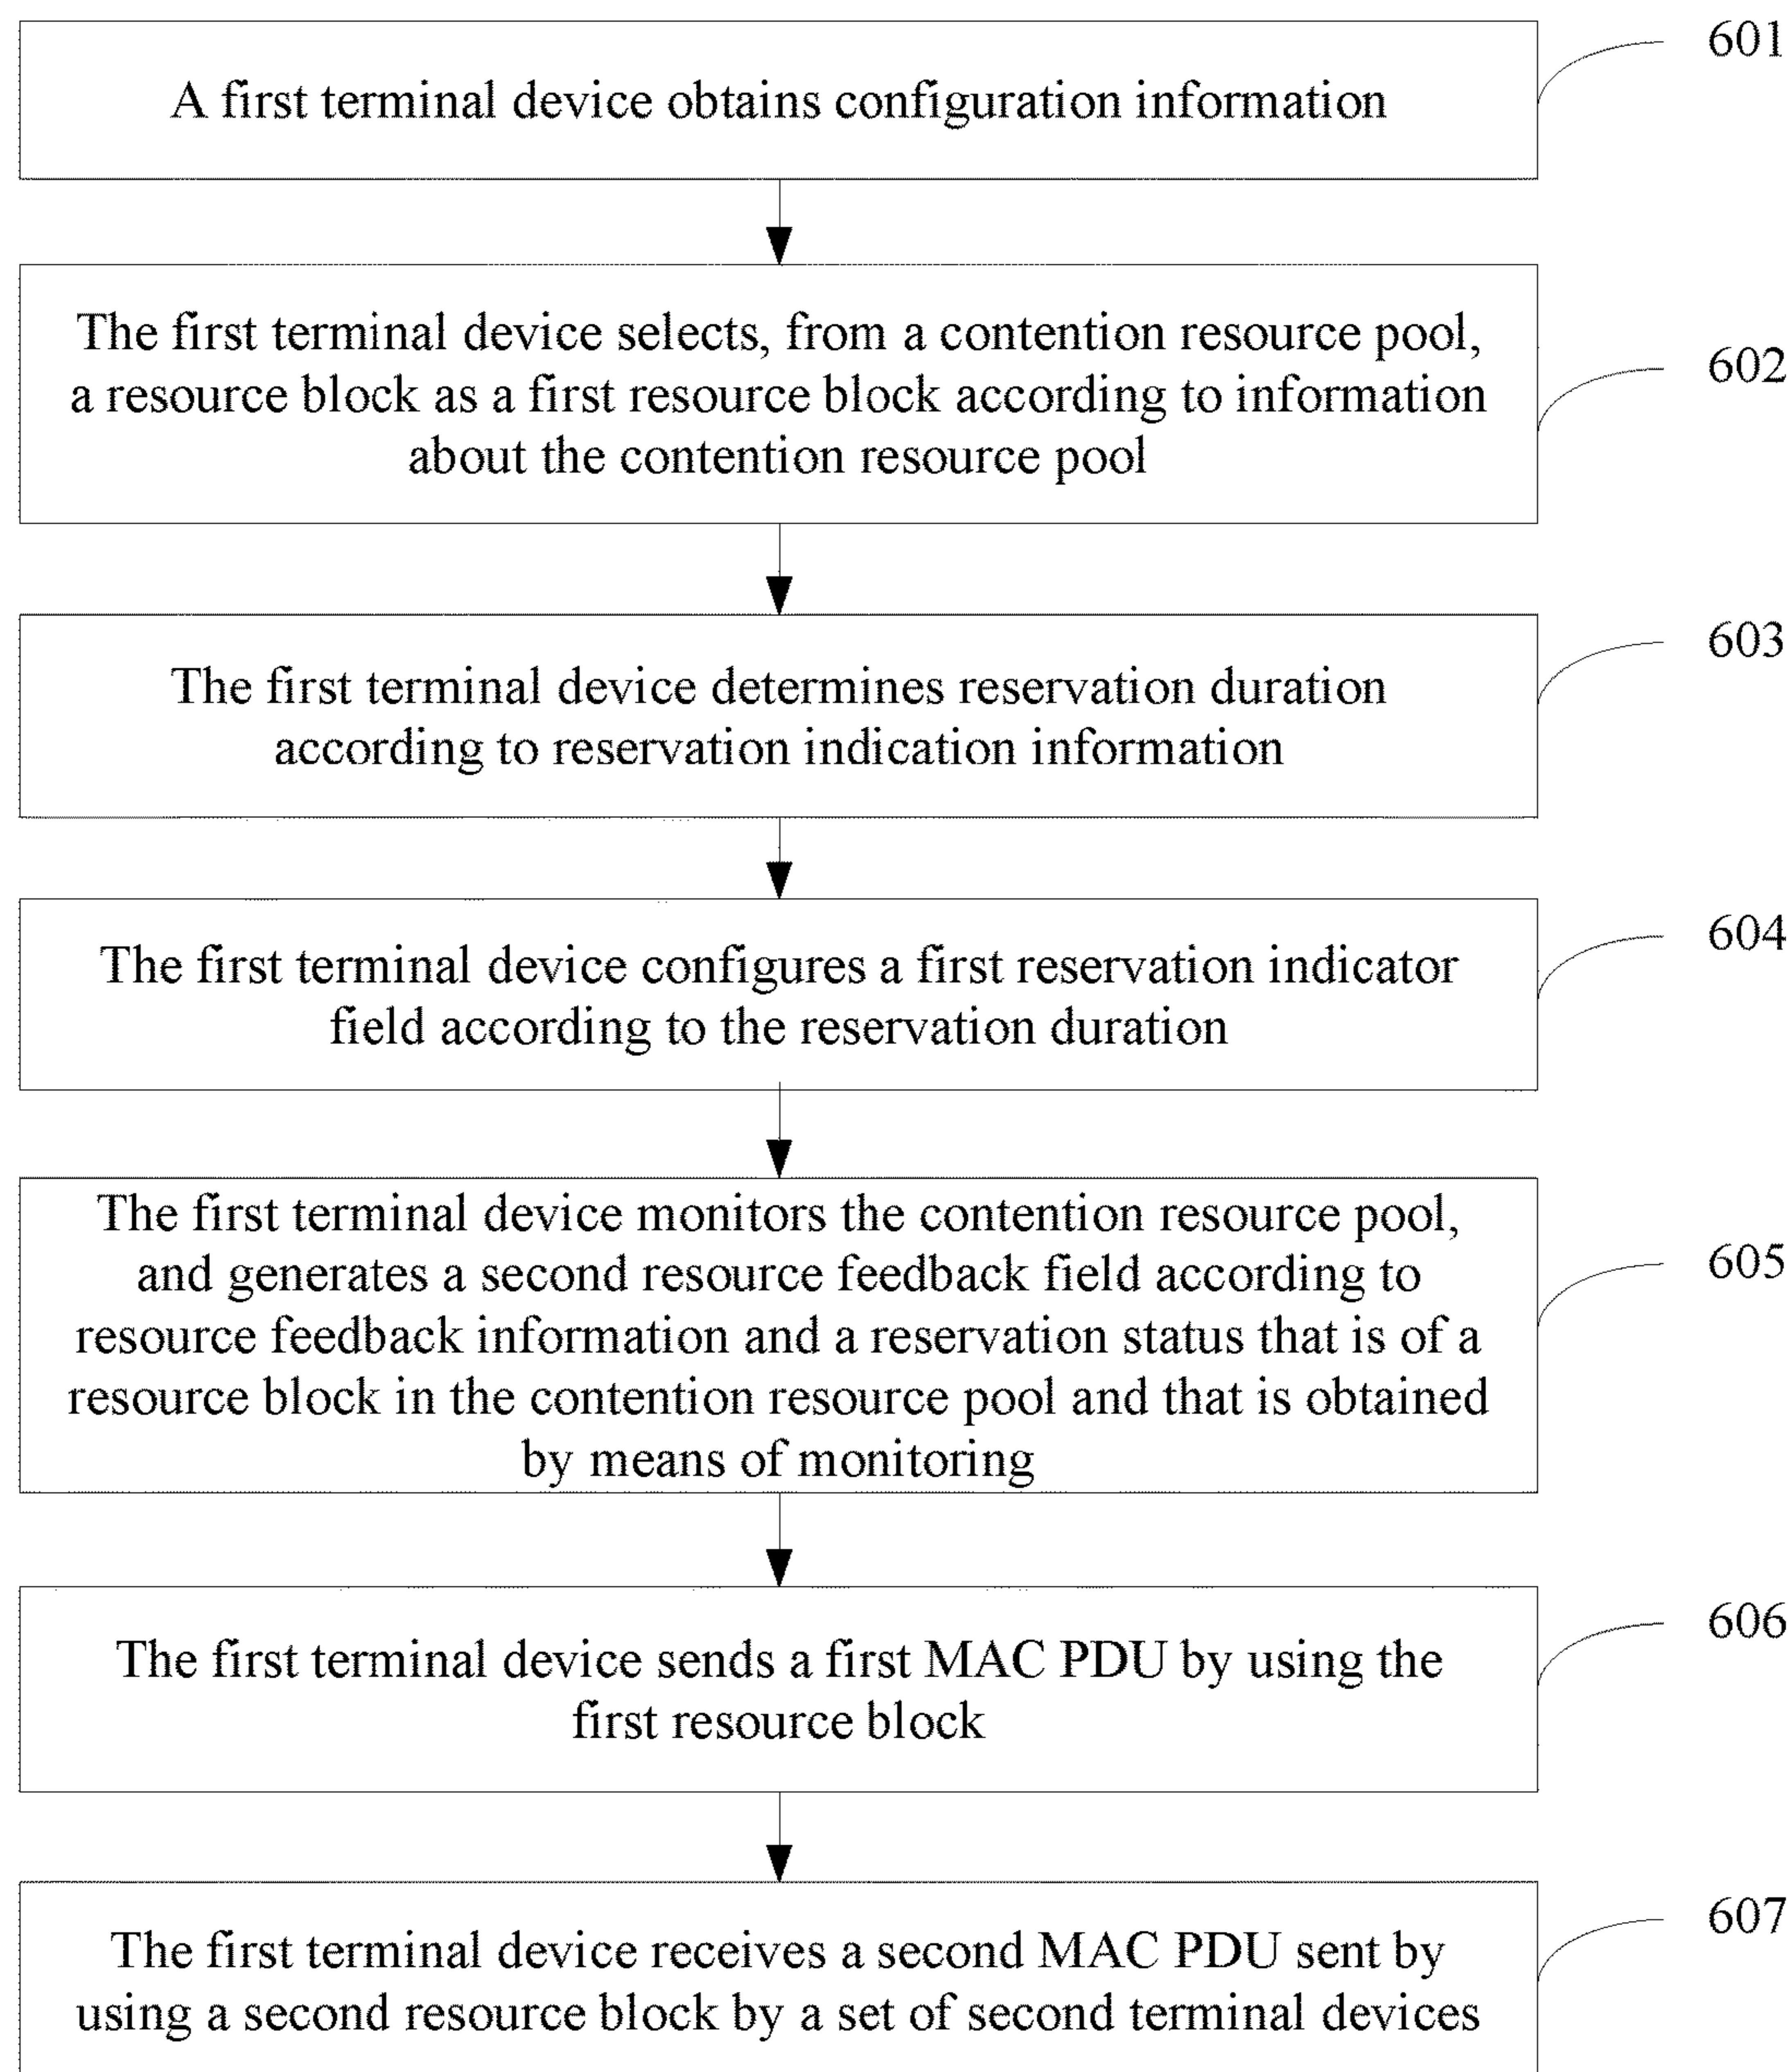 601
A first terminal device obtains configuration information
The first terminal device selects, from a contention resource pool,
602
a resource block as a first resource block according to information
about the contention resource pool
603
The first terminal device determines reservation duration
according to reservation indication information
604
The first terminal device configures a first reservation indicator
field according to the reservation duration
The first terminal device monitors the contention resource pool,
605
and generates a second resource feedback field according to
resource feedback information and a reservation status that is of a
resource block in the contention resource pool and that is obtained
by means of monitoring
606
The first terminal device sends a first MAC PDU by using the
first resource block
607
The first terminal device receives a second MAC PDU sent by
using a second resource block by a set of second terminal devices